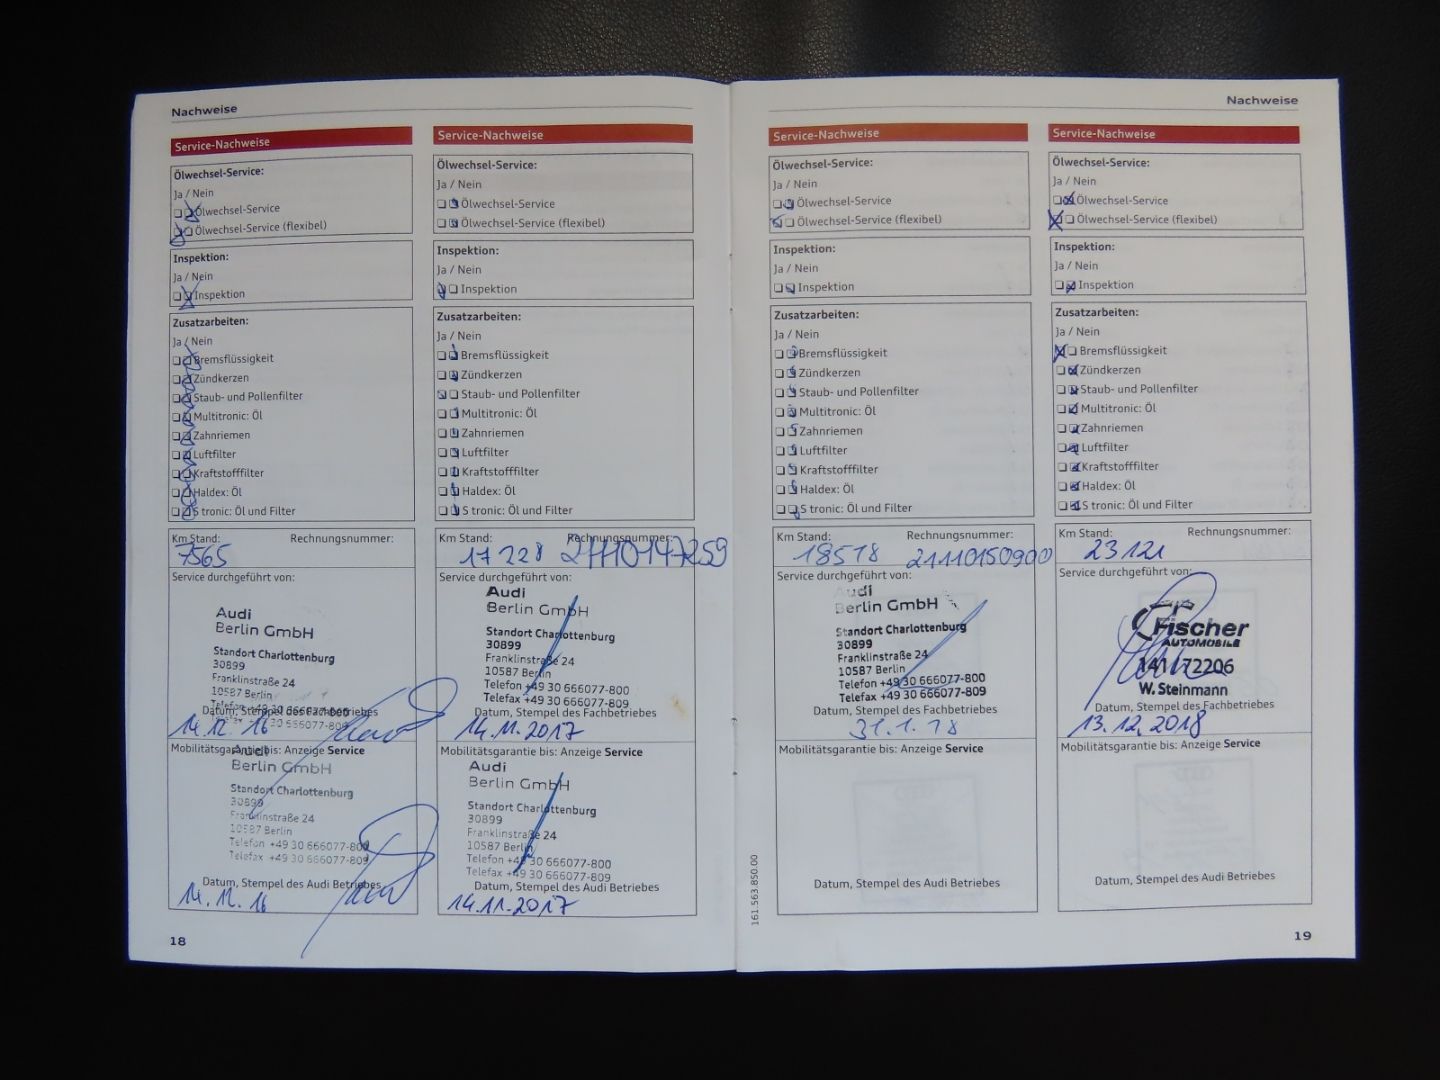 Nachweise
Service-Nachweise
Ölwechsel-Service:
Ja / Nein
Ölwechsel-Service
Ölwechsel-Service (flexibel)
Inspektion:
Ja / Nein
Inspektion
Zusatzarbeiten:
Ja / Nein
Bremsflüssigkeit
Zündkerzen
Staub- und Pollenfilter
Multitronic: Öl
Zahnriemen
Luftfilter
Kraftstofffilter
Haldex: Öl
S tronic: Öl und Filter
Km Stand: Rechnungsnummer:
7565
Service durchgeführt von:
Audi
Berlin GmbH
Standort Charlottenburg
30899
Franklinstraße 24
10587 Berlin
Telefon +49 30 666077-800
Telefax +49 30 666077-809
Datum, Stempel des Fachbetriebes
14.12.16
Mobilitätsgarantie bis: Anzeige Service
Audi
Berlin GmbH
Standort Charlottenburg
30899
Franklinstraße 24
10587 Berlin
Telefon +49 30 666077-800
Telefax +49 30 666077-809
Datum, Stempel des Audi Betriebes
14.12.16
18
Service-Nachweise
Ölwechsel-Service:
Ja / Nein
Ölwechsel-Service
Ölwechsel-Service (flexibel)
Inspektion:
Ja / Nein
Inspektion
Zusatzarbeiten:
Ja / Nein
Bremsflüssigkeit
Zündkerzen
Staub- und Pollenfilter
Multitronic: Öl
Zahnriemen
Luftfilter
Kraftstofffilter
Haldex: Öl
S tronic: Öl und Filter
Km Stand: Rechnungsnummer:
17 228 21110147259
Service durchgeführt von:
Audi
Berlin GmbH
Standort Charlottenburg
30899
Franklinstraße 24
10587 Berlin
Telefon +49 30 666077-800
Telefax +49 30 666077-809
Datum, Stempel des Fachbetriebes
14.11.2017
Mobilitätsgarantie bis: Anzeige Service
Audi
Berlin GmbH
Standort Charlottenburg
30899
Franklinstraße 24
10587 Berlin
Telefon +49 30 666077-800
Telefax +49 30 666077-809
Datum, Stempel des Audi Betriebes
14.11.2017
Nachweise
Service-Nachweise
Ölwechsel-Service:
Ja / Nein
Ölwechsel-Service
Ölwechsel-Service (flexibel)
Inspektion:
Ja / Nein
Inspektion
Zusatzarbeiten:
Ja / Nein
Bremsflüssigkeit
Zündkerzen
Staub- und Pollenfilter
Multitronic: Öl
Zahnriemen
Luftfilter
Kraftstofffilter
Haldex: Öl
S tronic: Öl und Filter
Km Stand: Rechnungsnummer:
18518 21110150900
Service durchgeführt von:
Audi
Berlin GmbH
Standort Charlottenburg
30899
Franklinstraße 24
10587 Berlin
Telefon +49 30 666077-800
Telefax +49 30 666077-809
Datum, Stempel des Fachbetriebes
31.1.18
Mobilitätsgarantie bis: Anzeige Service
Datum, Stempel des Audi Betriebes
161.563.850.00
Service-Nachweise
Ölwechsel-Service:
Ja / Nein
Ölwechsel-Service
Ölwechsel-Service (flexibel)
Inspektion:
Ja / Nein
Inspektion
Zusatzarbeiten:
Ja / Nein
Bremsflüssigkeit
Zündkerzen
Staub- und Pollenfilter
Multitronic: Öl
Zahnriemen
Luftfilter
Kraftstofffilter
Haldex: Öl
S tronic: Öl und Filter
Km Stand: Rechnungsnummer:
23121
Service durchgeführt von:
Fischer
AUTOMOBILE
W. Steinmann
Datum, Stempel des Fachbetriebes
13.12.2018
Mobilitätsgarantie bis: Anzeige Service
Datum, Stempel des Audi Betriebes
19